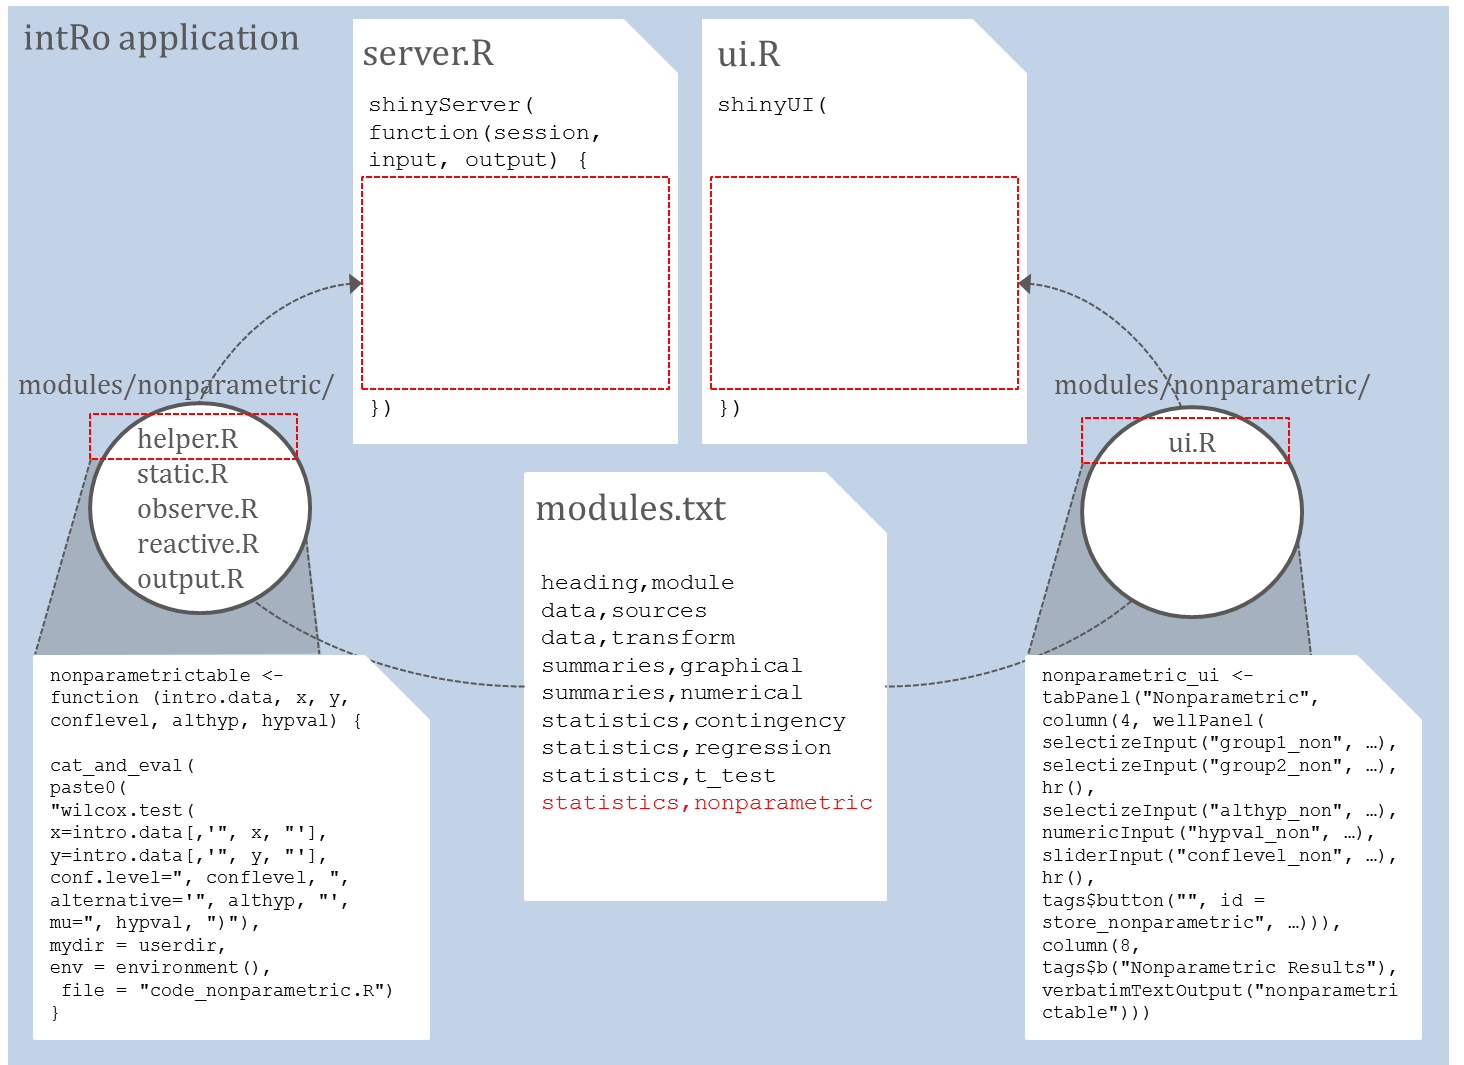 intRo application
server.R
shinyServer(
function(session,
input, output) {
})
ui.R
shinyUI(
})
modules/nonparametric/
helper.R
static.R
observe.R
reactive.R
output.R
modules/nonparametric/
ui.R
modules.txt
heading,module
data,sources
data,transform
summaries,graphical
summaries,numerical
statistics,contingency
statistics,regression
statistics,t_test
statistics,nonparametric
nonparametrictable <-
function (intro.data, x, y,
conflevel, althyp, hypval) {
cat_and_eval(
paste0(
"wilcox.test(
x=intro.data[,'", x, "'],
y=intro.data[,'", y, "'],
conf.level=", conflevel, ",
alternative='", althyp, "',
mu=", hypval, ")"),
mydir = userdir,
env = environment(),
file = "code_nonparametric.R")
}
nonparametric_ui <-
tabPanel("Nonparametric",
column(4, wellPanel(
selectizeInput("group1_non", …),
selectizeInput("group2_non", …),
hr(),
selectizeInput("althyp_non", …),
numericInput("hypval_non", …),
sliderInput("conflevel_non", …),
hr(),
tags$button("", id =
store_nonparametric", …))),
column(8,
tags$b("Nonparametric Results"),
verbatimTextOutput("nonparametri
ctable")))